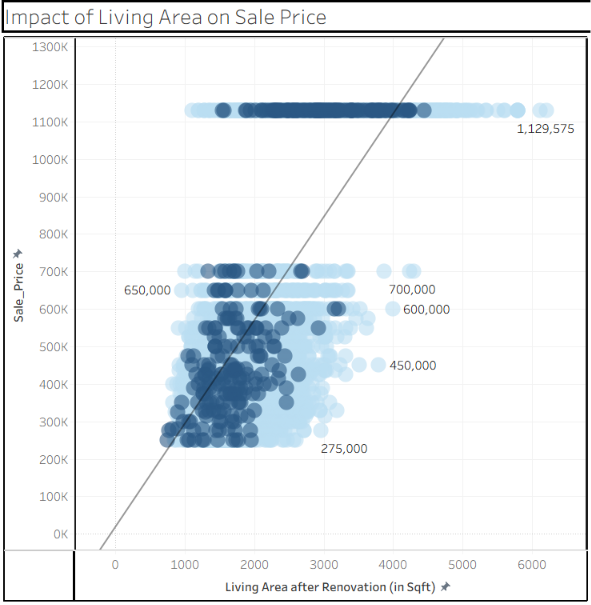 Impact of Living Area on Sale Price
1300K
1200K
1100K
1,129,575
1000K
900K
800K
700K
650,000
700,000
600K
600,000
500K
450,000
400K
300K
275,000
200K
100K
0K
Sale_Price
0 1000 2000 3000 4000 5000 6000
Living Area after Renovation (in Sqft)